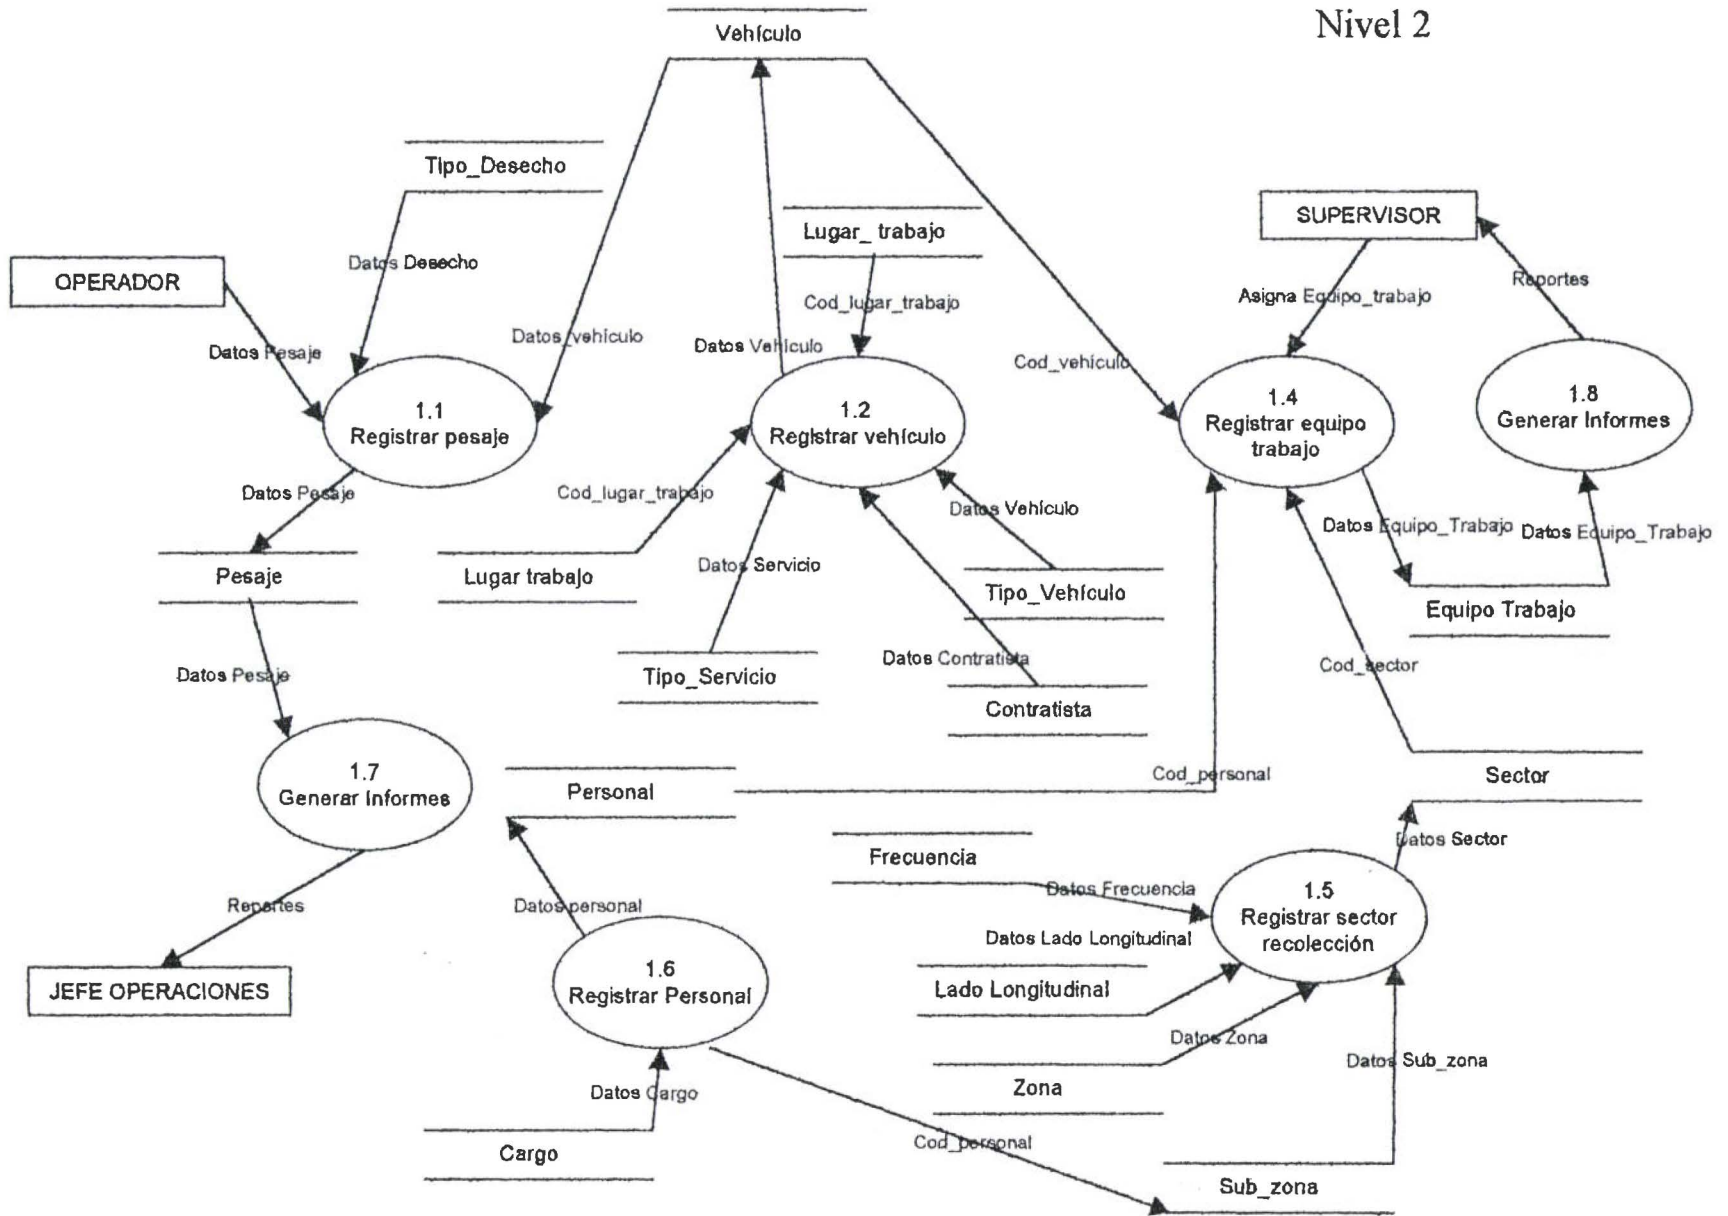 Nivel 2
Vehículo
Tipo_Desecho
Lugar_ trabajo
SUPERVISOR
OPERADOR
Datos Desecho
Datos Pesaje
Datos_vehículo
Datos Vehículo
Cod_lugar_trabajo
Cod_vehículo
Asigna Equipo_trabajo
Reportes
1.1
Registrar pesaje
1.2
Registrar vehículo
1.4
Registrar equipo
trabajo
1.8
Generar Informes
Datos Pesaje
Cod_lugar_trabajo
Datos Vehículo
Datos Equipo_Trabajo
Datos Equipo_Trabajo
Pesaje
Lugar trabajo
Datos Servicio
Tipo_Vehículo
Equipo Trabajo
Datos Pesaje
Tipo_Servicio
Datos Contratista
Contratista
Cod_sector
1.7
Generar Informes
Personal
Cod_personal
Sector
Frecuencia
Datos Frecuencia
Datos Sector
Reportes
Datos personal
1.5
Registrar sector
recolección
Datos Lado Longitudinal
JEFE OPERACIONES
1.6
Registrar Personal
Lado Longitudinal
Datos Zona
Zona
Datos Sub_zona
Datos Cargo
Cargo
Cod_personal
Sub_zona